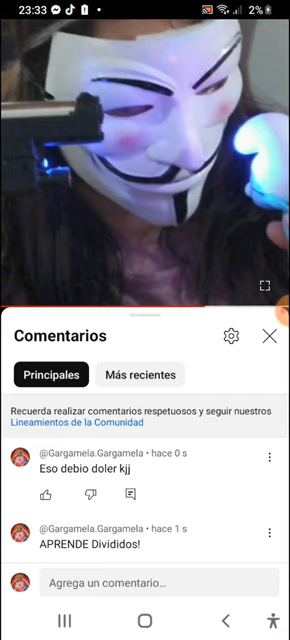 23:33
2%
Comentarios
Principales
Más recientes
Recuerda realizar comentarios respetuosos y seguir nuestros
Lineamientos de la Comunidad
@Gargamela.Gargamela • hace 0 s
Eso debio doler kjj
@Gargamela.Gargamela • hace 1 s
APRENDE Divididos!
Agrega un comentario...